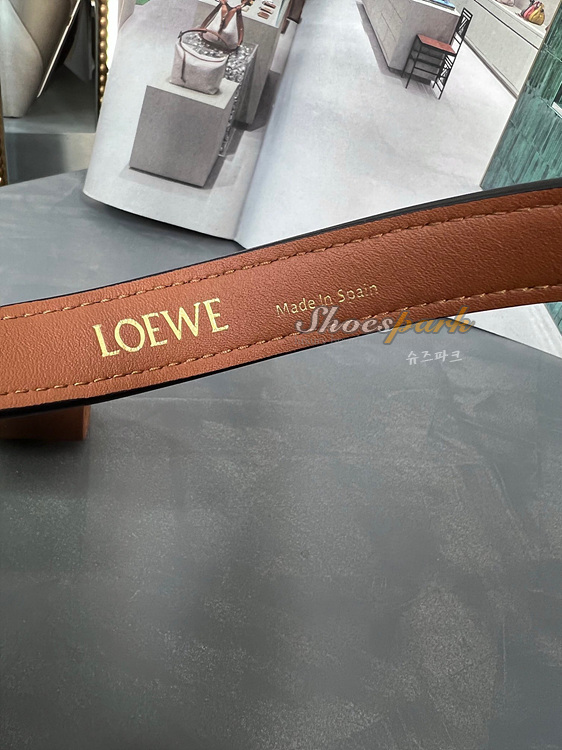 LOEWE
Made In Spain
Shoespark
슈즈파크